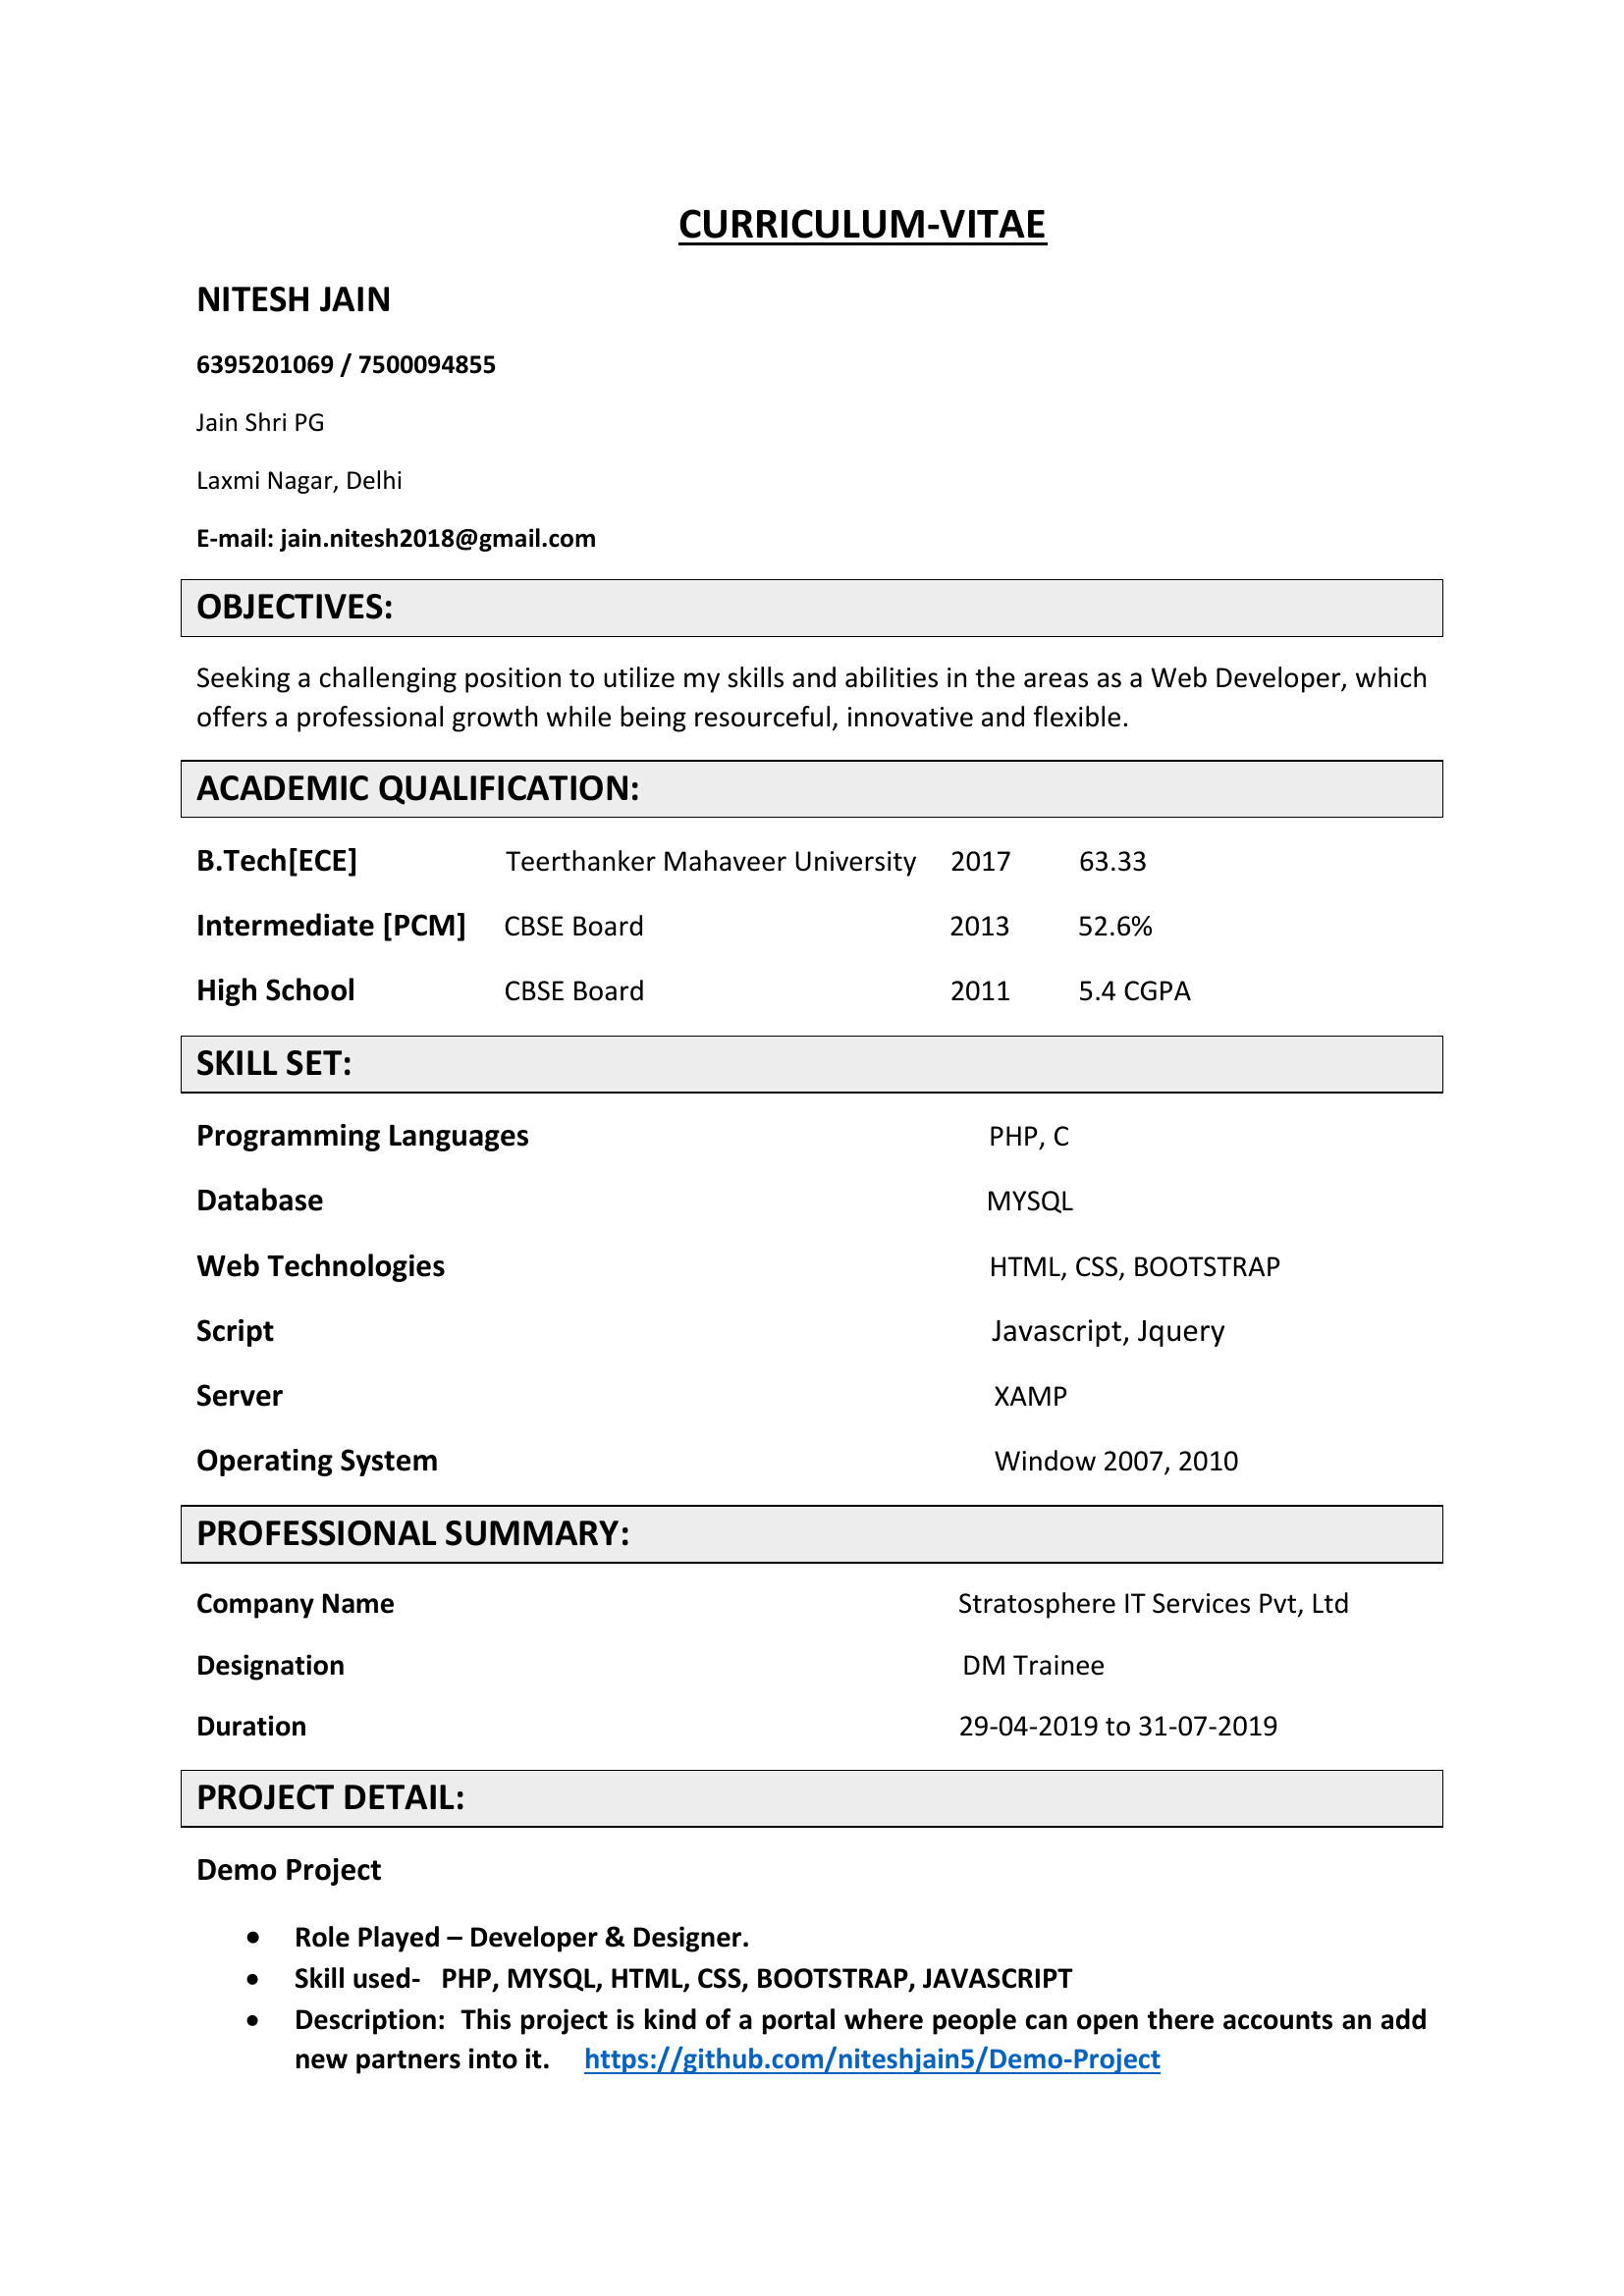 CURRICULUM-VITAE
NITESH JAIN
6395201069 / 7500094855
Jain Shri PG
Laxmi Nagar, Delhi
E-mail: jain.nitesh2018@gmail.com
OBJECTIVES:
Seeking a challenging position to utilize my skills and abilities in the areas as a Web Developer, which
offers a professional growth while being resourceful, innovative and flexible.
ACADEMIC QUALIFICATION:
B.Tech[ECE] Teerthanker Mahaveer University 2017 63.33
Intermediate [PCM] CBSE Board 2013 52.6%
High School CBSE Board 2011 5.4 CGPA
SKILL SET:
Programming Languages PHP, C
Database MYSQL
Web Technologies HTML, CSS, BOOTSTRAP
Script Javascript, Jquery
Server XAMP
Operating System Window 2007, 2010
PROFESSIONAL SUMMARY:
Company Name Stratosphere IT Services Pvt, Ltd
Designation DM Trainee
Duration 29-04-2019 to 31-07-2019
PROJECT DETAIL:
Demo Project
• Role Played – Developer & Designer.
• Skill used- PHP, MYSQL, HTML, CSS, BOOTSTRAP, JAVASCRIPT
• Description: This project is kind of a portal where people can open there accounts an add
new partners into it. https://github.com/niteshjain5/Demo-Project